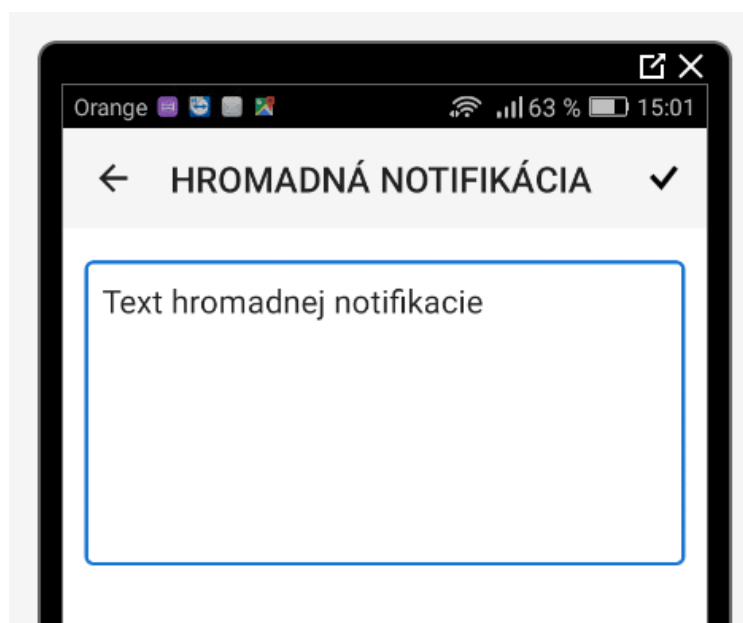 Orange 63 % 15:01
HROMADNÁ NOTIFIKÁCIA
Text hromadnej notifikacie